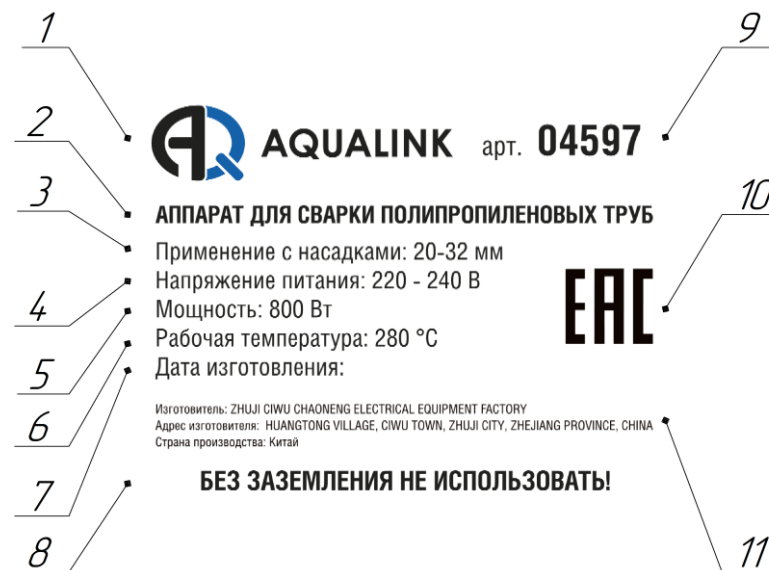 1
9
AQ AQUALINK арт. 04597
2
АППАРАТ ДЛЯ СВАРКИ ПОЛИПРОПИЛЕНОВЫХ ТРУБ
3
10
Применение с насадками: 20-32 мм
Напряжение питания: 220 - 240 В
4
Мощность: 800 Вт
EAC
Рабочая температура: 280 °C
5
Дата изготовления:
6
Изготовитель: ZHUJI CIWU CHAONENG ELECTRICAL EQUIPMENT FACTORY
Адрес изготовителя: HUANGTONG VILLAGE, CIWU TOWN, ZHUJI CITY, ZHEJIANG PROVINCE, CHINA
Страна производства: Китай
7
БЕЗ ЗАЗЕМЛЕНИЯ НЕ ИСПОЛЬЗОВАТЬ!
8
11